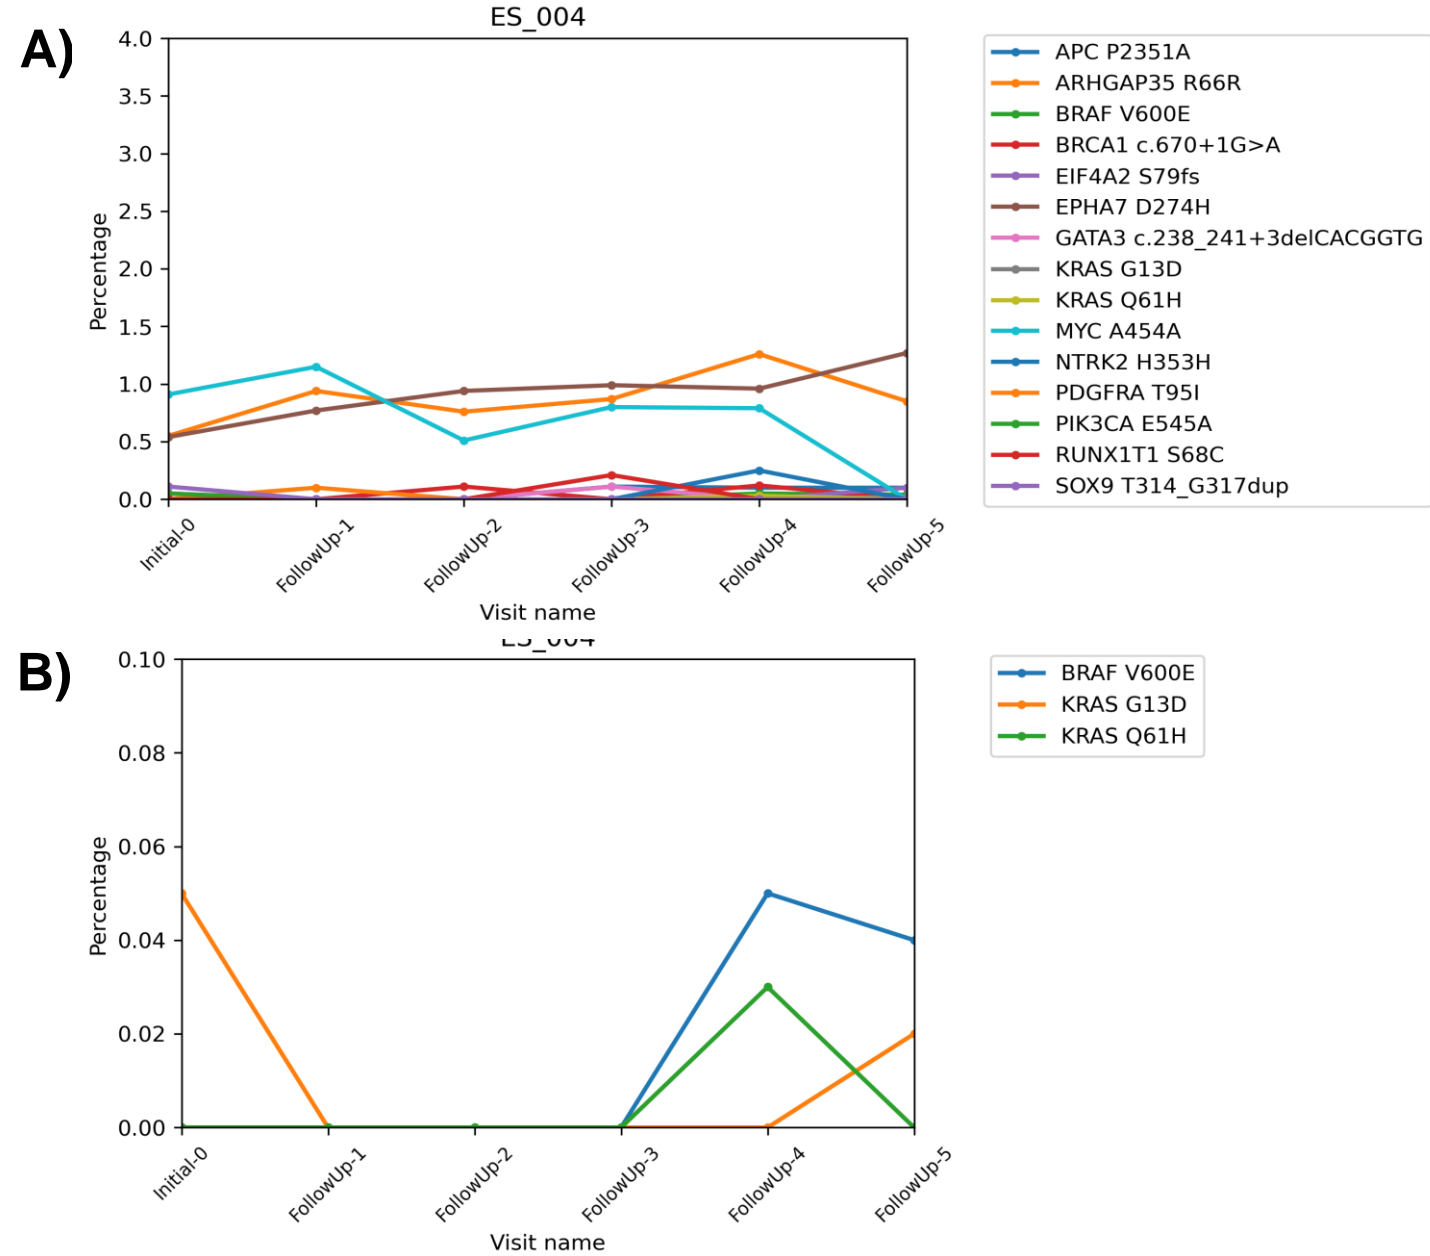 A)
ES_004
4.0
3.5
3.0
2.5
2.0
1.5
1.0
0.5
0.0
Percentage
Initial-0
FollowUp-1
FollowUp-2
FollowUp-3
FollowUp-4
FollowUp-5
Visit name
APC P2351A
ARHGAP35 R66R
BRAF V600E
BRCA1 c.670+1G>A
EIF4A2 S79fs
EPHA7 D274H
GATA3 c.238_241+3delCACGGTG
KRAS G13D
KRAS Q61H
MYC A454A
NTRK2 H353H
PDGFRA T95I
PIK3CA E545A
RUNX1T1 S68C
SOX9 T314_G317dup
B)
ES_004
0.10
0.08
0.06
0.04
0.02
0.00
Percentage
Initial-0
FollowUp-1
FollowUp-2
FollowUp-3
FollowUp-4
FollowUp-5
Visit name
BRAF V600E
KRAS G13D
KRAS Q61H